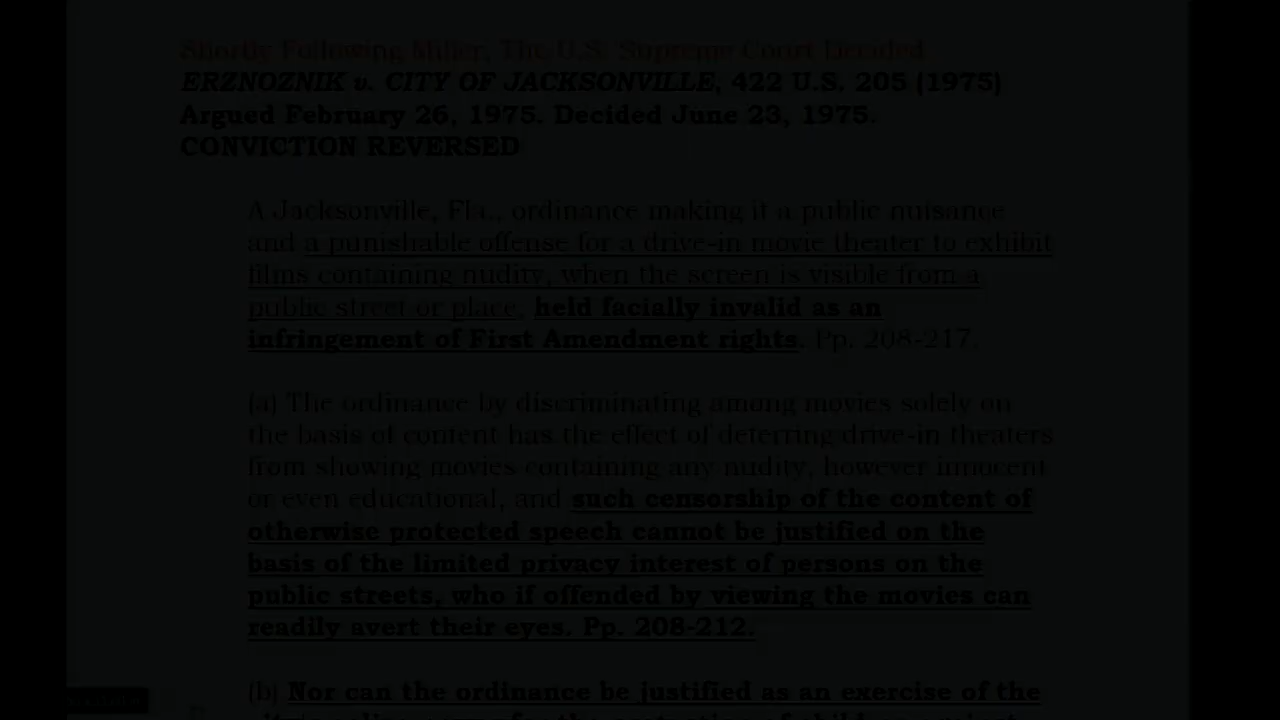 Shortly Following Miller, The U.S. Supreme Court Decided
ERZNOZNIK v. CITY OF JACKSONVILLE, 422 U.S. 205 (1975)
Argued February 26, 1975. Decided June 23, 1975.
CONVICTION REVERSED
A Jacksonville, Fla., ordinance making it a public nuisance
and a punishable offense for a drive-in movie theater to exhibit
films containing nudity, when the screen is visible from a
public street or place, held facially invalid as an
infringement of First Amendment rights. Pp. 208-217.
(a) The ordinance by discriminating among movies solely on
the basis of content has the effect of deterring drive-in theaters
from showing movies containing any nudity, however innocent
or even educational, and such censorship of the content of
otherwise protected speech cannot be justified on the
basis of the limited privacy interest of persons on the
public streets, who if offended by viewing the movies can
readily avert their eyes. Pp. 208-212.
(b) Nor can the ordinance be justified as an exercise of the